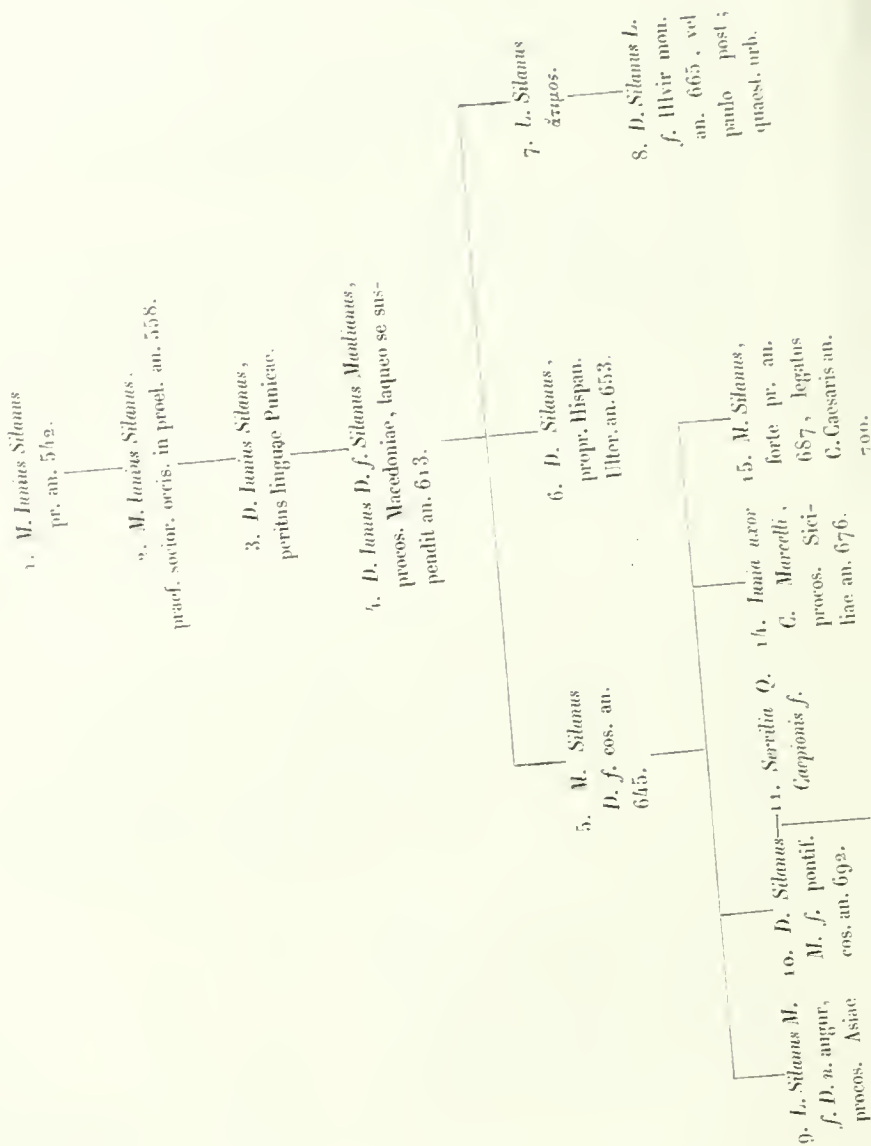 1. M. Iunius Silanus
pr. an. 542.
2. M. Iunius Silanus,
praef. socior. occis. in proel. an. 558.
3. D. Iunius Silanus,
peritus linguae Punicae.
4. D. Iunius D. f. Silanus Manlianus,
procos. Macedoniae, laqueo se sus-
pendit an. 613.
5. M. Silanus
D. f. cos. an.
645.
6. D. Silanus,
propr. Hispan.
Ulter. an. 653.
7. L. Silanus
ἄτιμος.
8. D. Silanus L.
f. IIIvir mon.
an. 665, vel
paulo post;
quaest. urb.
9. L. Silanus M.
f. D. n. augur,
procos. Asiae
10. D. Silanus
M. f. pontif.
cos. an. 692.
11. Servilia Q.
Caepionis f.
14. Iunia uxor
C. Marcelli,
procos. Sici-
liae an. 676.
15. M. Silanus,
forte pr. an.
687, legatus
C. Caesaris an.
700.